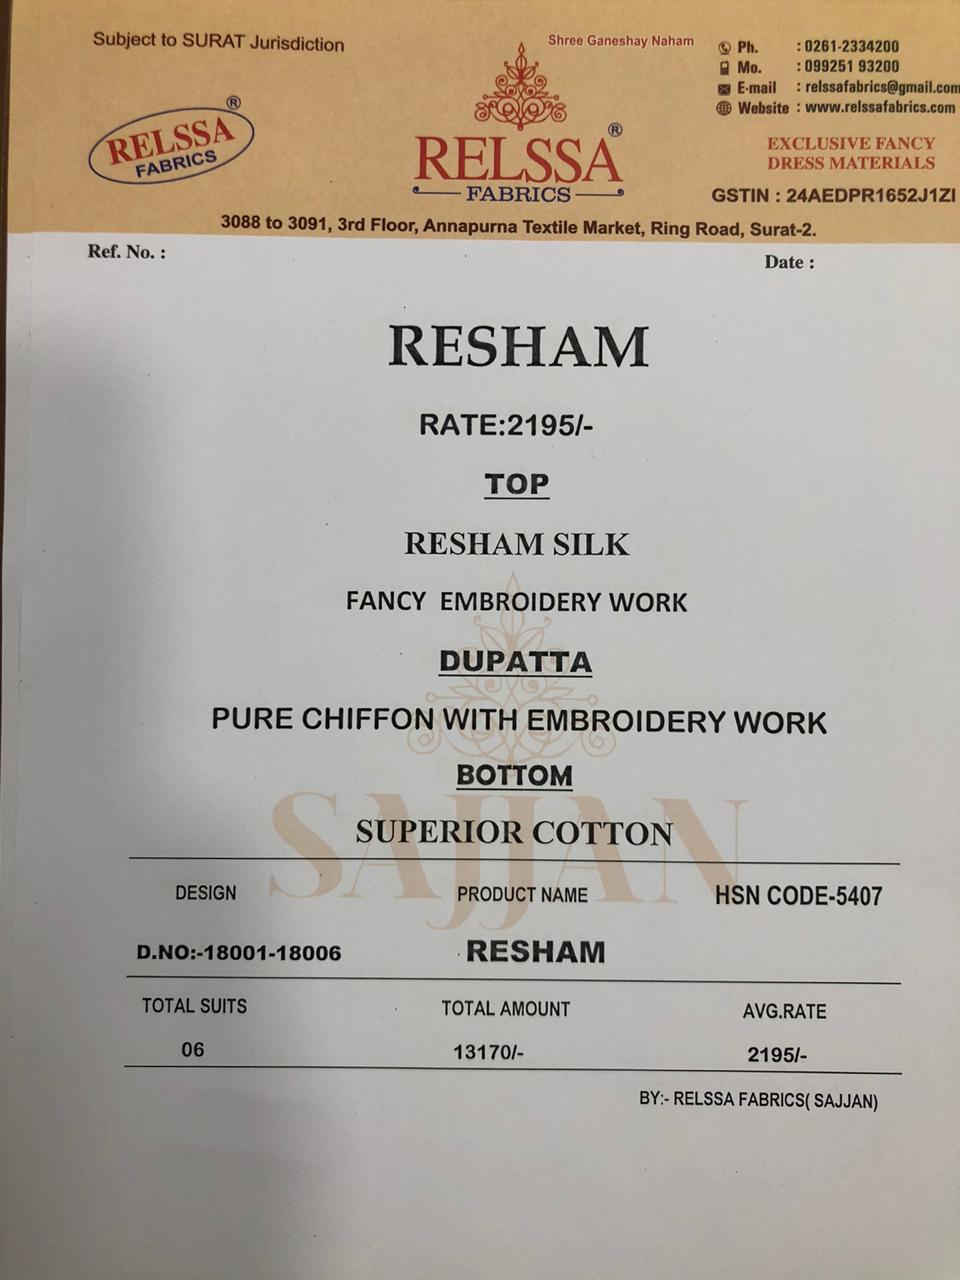 Subject to SURAT Jurisdiction
Shree Ganeshay Naham
Ph. : 0261-2334200
Mo. : 099251 93200
E-mail : relssafabrics@gmail.com
Website : www.relssafabrics.com
RELSSA®
FABRICS
RELSSA®
FABRICS
EXCLUSIVE FANCY
DRESS MATERIALS
GSTIN : 24AEDPR1652J1ZI
3088 to 3091, 3rd Floor, Annapurna Textile Market, Ring Road, Surat-2.
Ref. No. :
Date :
RESHAM
RATE:2195/-
TOP
RESHAM SILK
FANCY EMBROIDERY WORK
DUPATTA
PURE CHIFFON WITH EMBROIDERY WORK
BOTTOM
SAJJAN
SUPERIOR COTTON
DESIGN PRODUCT NAME HSN CODE-5407
D.NO:-18001-18006 RESHAM
TOTAL SUITS TOTAL AMOUNT AVG.RATE
06 13170/- 2195/-
BY:- RELSSA FABRICS( SAJJAN)